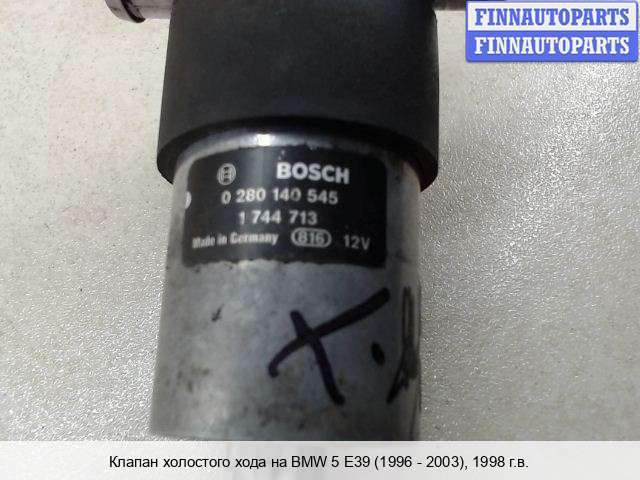 FINNAUTOPARTS
FINNAUTOPARTS
BOSCH
0 280 140 545
1 744 713
Made in Germany 816 12V
X.
Клапан холостого хода на BMW 5 E39 (1996 - 2003), 1998 г.в.